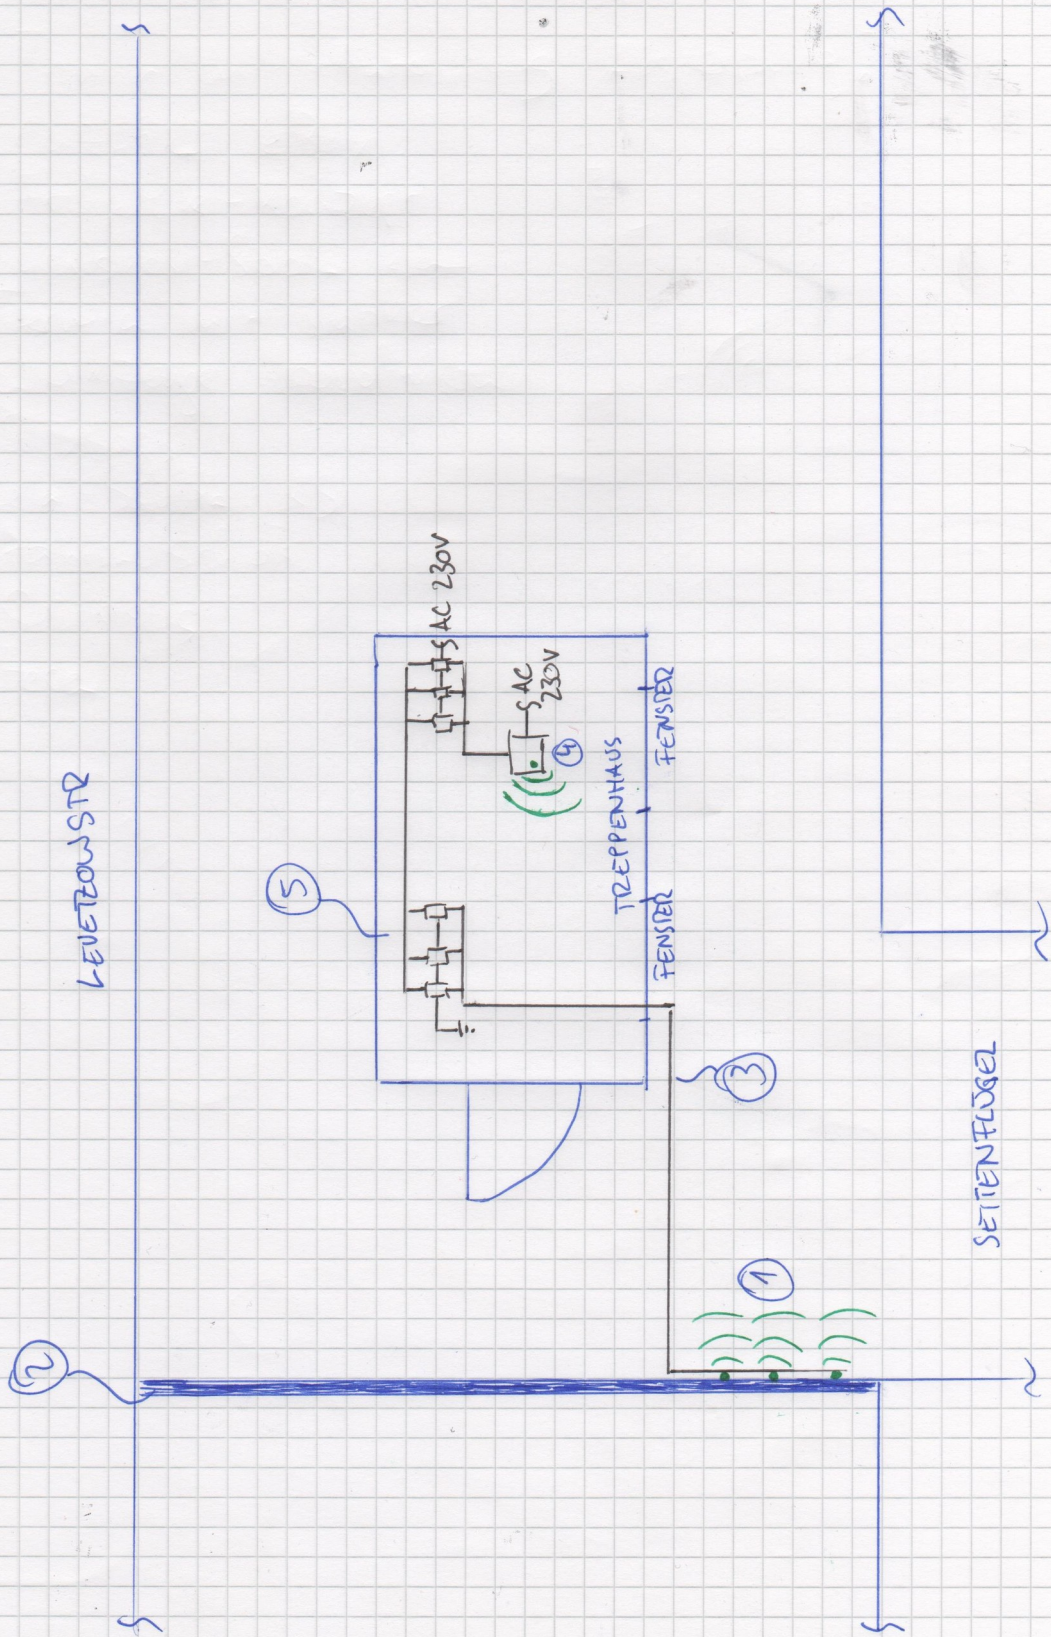 LEVETZOWSTR
2
5
S AC 230V
S AC
230V
4
TREPPENHAUS
FENSTER
FENSTER
3
1
SEITENFLÜGEL